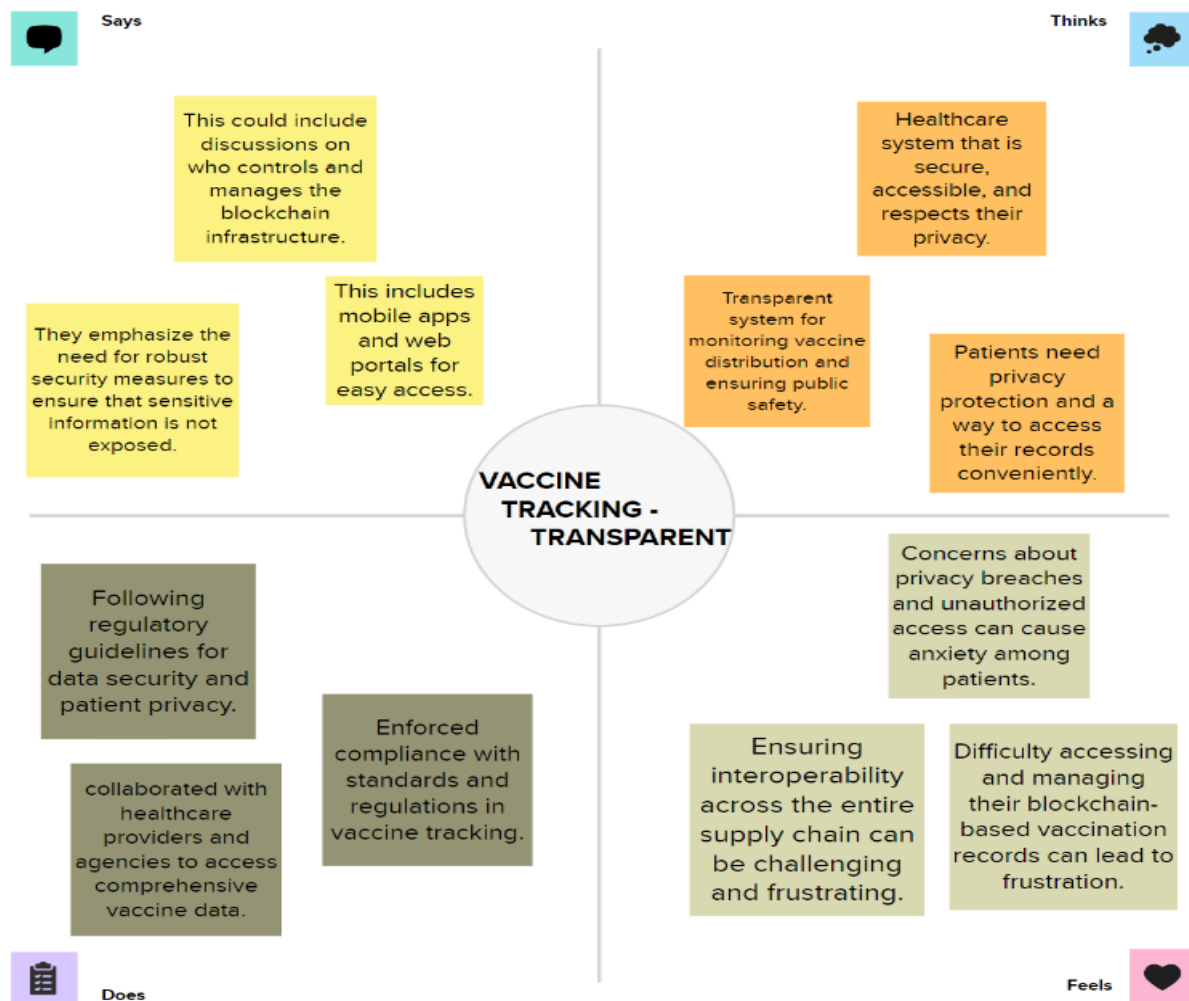 Says
Thinks
This could include
discussions on
who controls and
manages the
blockchain
infrastructure.
They emphasize the
need for robust
security measures to
ensure that sensitive
information is not
exposed.
This includes
mobile apps
and web
portals for
easy access.
Healthcare
system that is
secure,
accessible, and
respects their
privacy.
Transparent
system for
monitoring vaccine
distribution and
ensuring public
safety.
Patients need
privacy
protection and a
way to access
their records
conveniently.
VACCINE
TRACKING -
TRANSPARENT
Following
regulatory
guidelines for
data security and
patient privacy.
Enforced
compliance with
standards and
regulations in
vaccine tracking.
collaborated with
healthcare
providers and
agencies to access
comprehensive
vaccine data.
Concerns about
privacy breaches
and unauthorized
access can cause
anxiety among
patients.
Ensuring
interoperability
across the entire
supply chain can
be challenging
and frustrating.
Difficulty accessing
and managing
their blockchain-
based vaccination
records can lead to
frustration.
Does
Feels